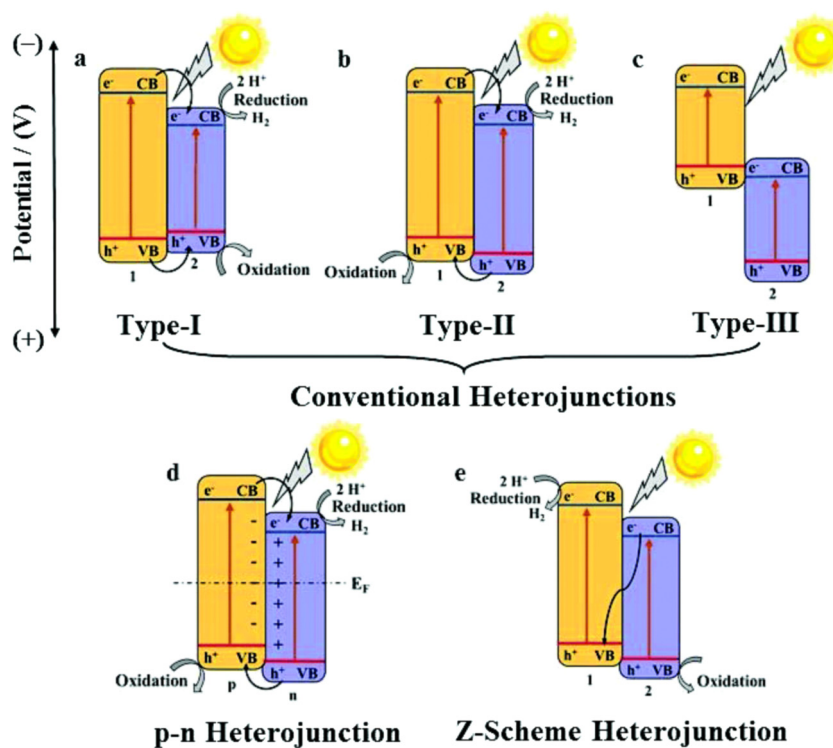 (–)
Potential / (V)
(+)
a
e- CB
h+ VB
1
e- CB
h+ VB
2
2 H+
Reduction
H2
Oxidation
Type-I
b
e- CB
h+ VB
1
e- CB
h+ VB
2
2 H+
Reduction
H2
Oxidation
Type-II
c
e- CB
h+ VB
1
e- CB
h+ VB
2
Type-III
Conventional Heterojunctions
d
e- CB
h+ VB
p
e- CB
h+ VB
n
- +
- +
- +
- +
- +
- +
EF
2 H+
Reduction
H2
Oxidation
p-n Heterojunction
e
2 H+
Reduction
H2
e- CB
h+ VB
1
e- CB
h+ VB
2
Oxidation
Z-Scheme Heterojunction